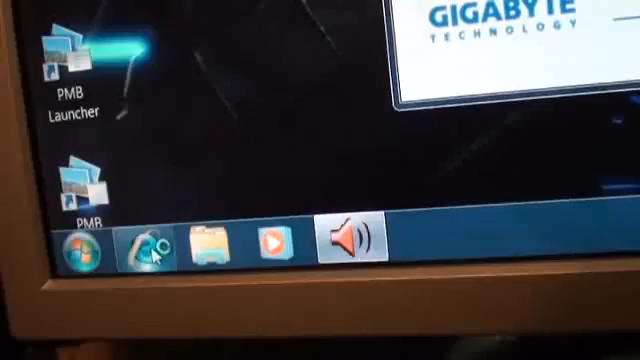 GIGABYTE
TECHNOLOGY
PMB
Launcher
PMB